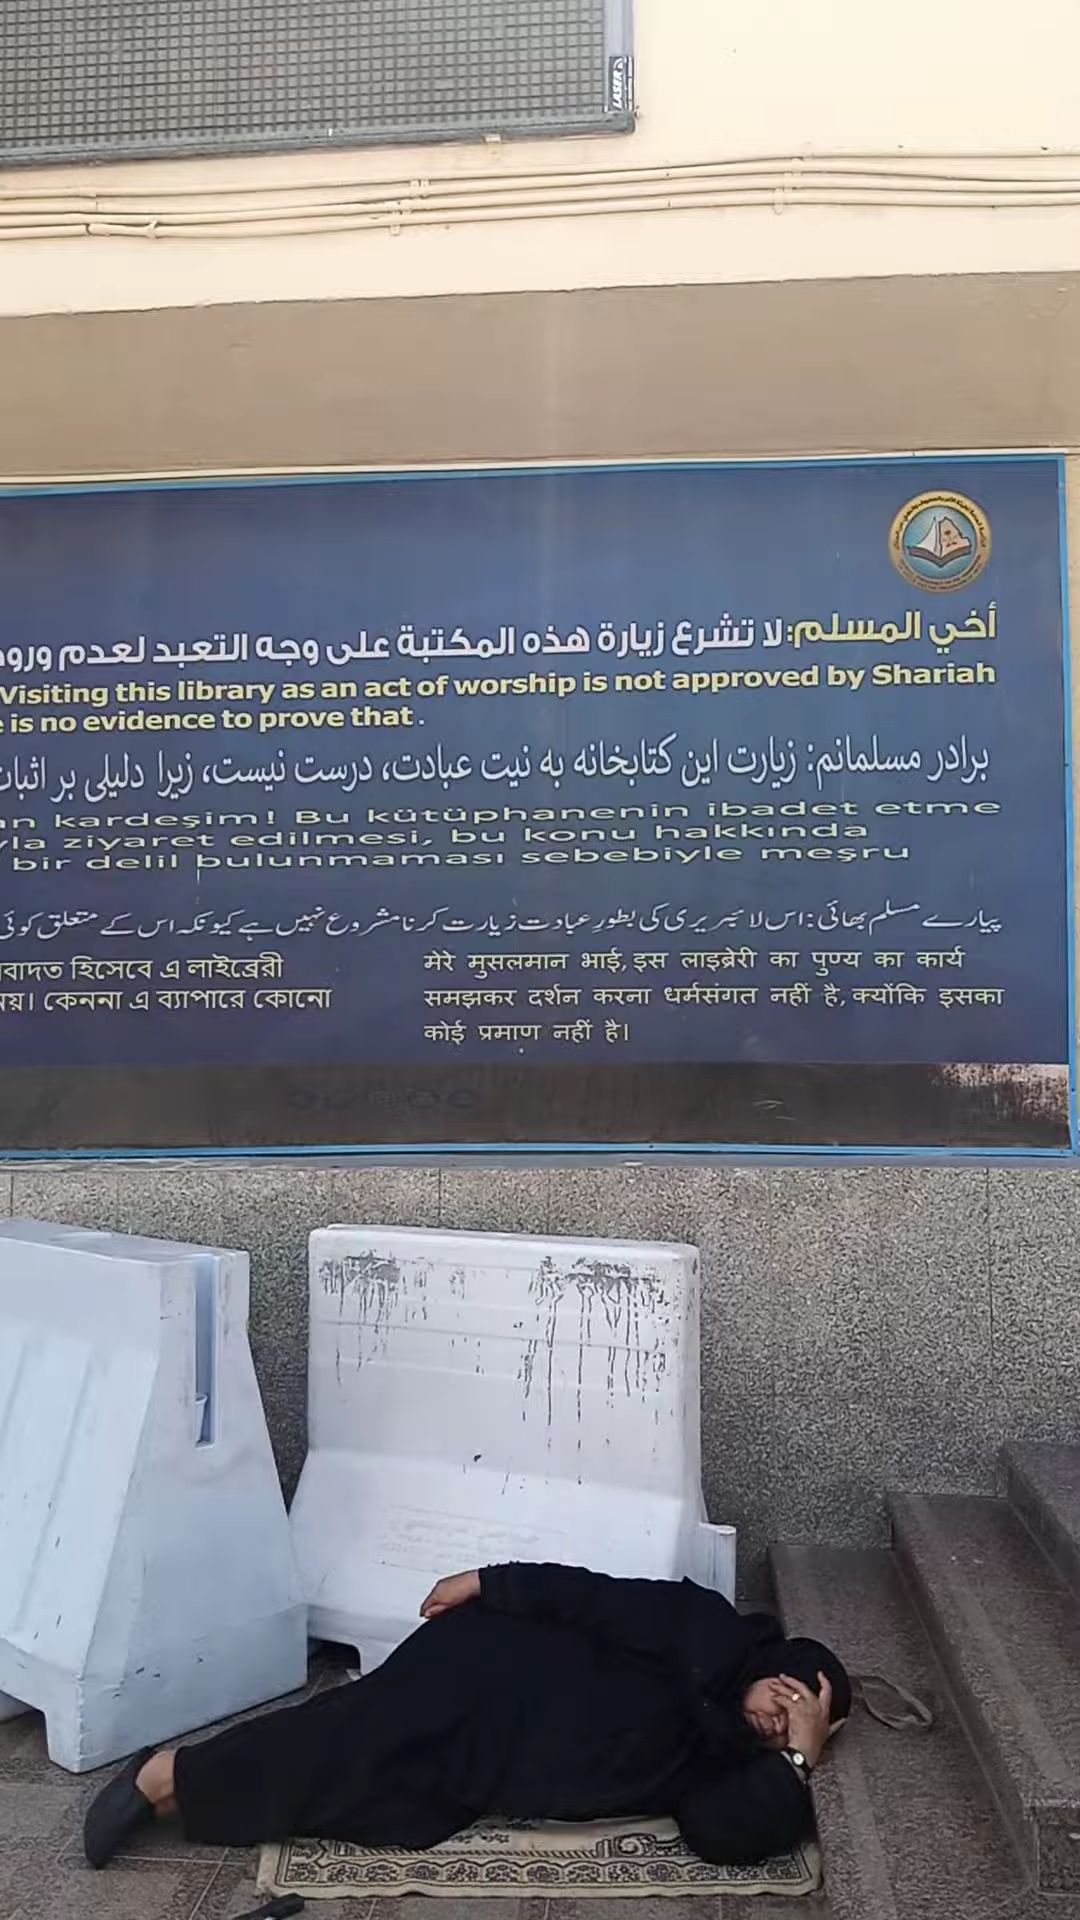 LASER
أخي المسلم: لا تشرع زيارة هذه المكتبة على وجه التعبد لعدم
Visiting this library as an act of worship is not approved by Shariah
is no evidence to prove that.
برادر مسلمانم: زیارت این کتابخانه به نیت عبادت، درست نیست، زیرا دلیلی بر
kardeşim! Bu kütüphanenin ibadet etme
ziyaret edilmesi, bu konu hakkında
bir delil bulunmaması sebebiyle meşru
پیارے مسلم بھائی: اس لائبریری کی بطورِ عبادت زیارت کرنا مشروع نہیں ہے کیونکہ اس کے متعلق کوئی
হিসেবে এ লাইব্রেরী
কেননা এ ব্যাপারে কোনো
मेरे मुसलमान भाई, इस लाइब्रेरी का पुण्य का कार्य
समझकर दर्शन करना धर्मसंगत नहीं है, क्योंकि इसका
कोई प्रमाण नहीं है।